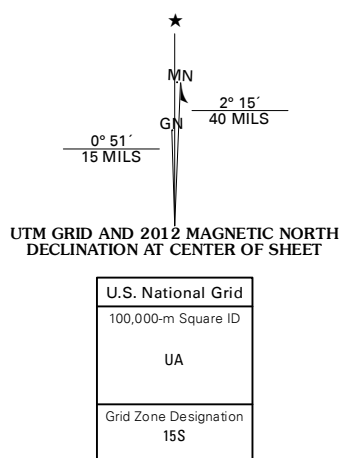 ★
MN
GN
2° 15´
40 MILS
0° 51´
15 MILS
UTM GRID AND 2012 MAGNETIC NORTH
DECLINATION AT CENTER OF SHEET
U.S. National Grid
100,000-m Square ID
UA
Grid Zone Designation
15S